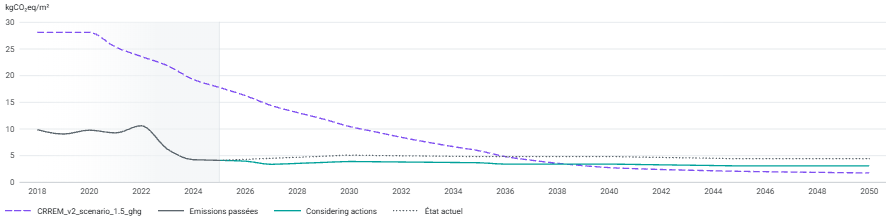 kgCO₂eq/m²
30
25
20
15
10
5
0
2018 2020 2022 2024 2026 2028 2030 2032 2034 2036 2038 2040 2042 2044 2046 2048 2050
CRREM_v2_scenario_1.5_ghg Emissions passées Considering actions État actuel